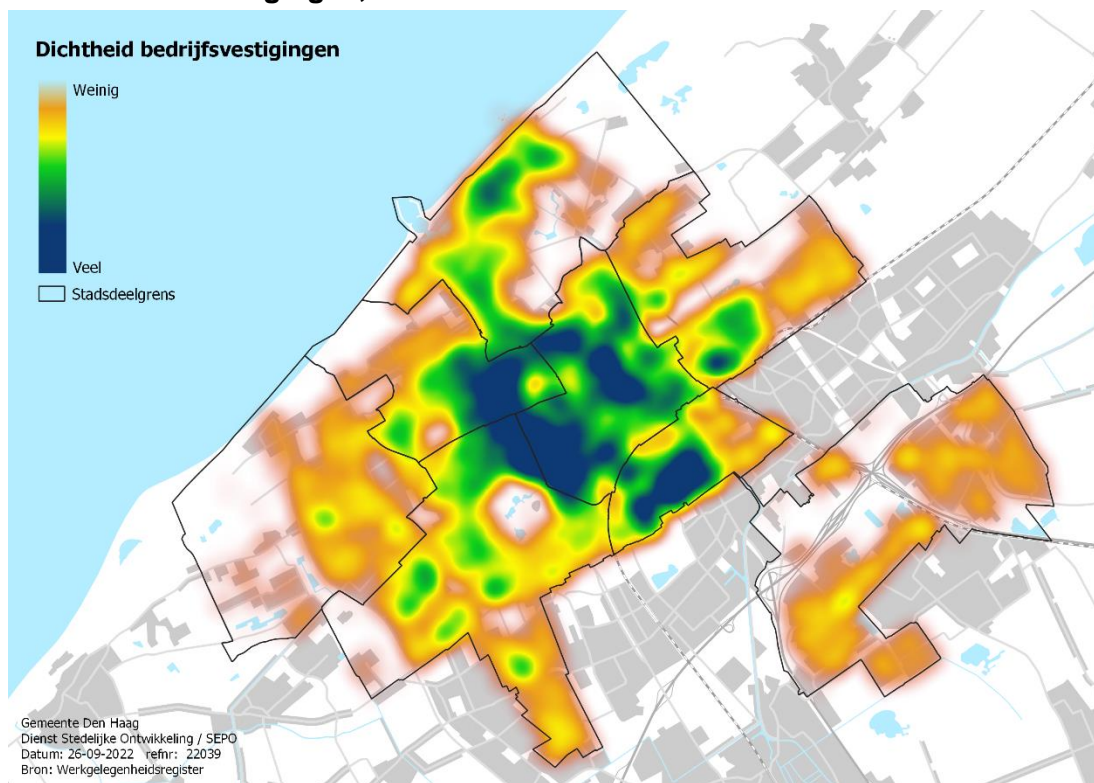 Dichtheid bedrijfsvestigingen
Weinig
Veel
Stadsdeelgrens
Gemeente Den Haag
Dienst Stedelijke Ontwikkeling / SEPO
Datum: 26-09-2022 refnr: 22039
Bron: Werkgelegenheidsregister